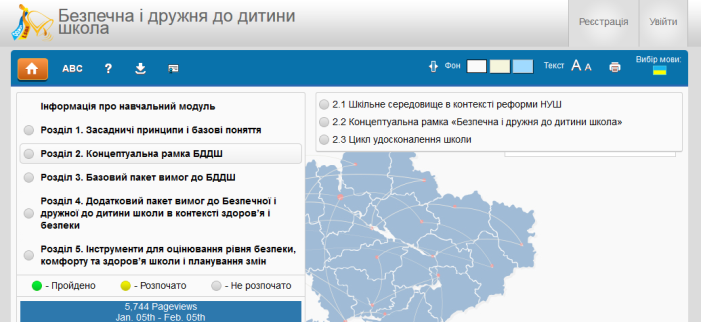 Безпечна і дружня до дитини
школа
Реєстрація
Увійти
ABC
?
Фон
Текст
A A
Вибір мови:
Інформація про навчальний модуль
Розділ 1. Засадничі принципи і базові поняття
Розділ 2. Концептуальна рамка БДДШ
Розділ 3. Базовий пакет вимог до БДДШ
Розділ 4. Додатковий пакет вимог до Безпечної і
дружної до дитини школи в контексті здоров'я і
безпеки
Розділ 5. Інструменти для оцінювання рівня безпеки,
комфорту та здоров'я школи і планування змін
- Пройдено
- Розпочато
- Не розпочато
5,744 Pageviews
Jan. 05th - Feb. 05th
2.1 Шкільне середовище в контексті реформи НУШ
2.2 Концептуальна рамка «Безпечна і дружня до дитини школа»
2.3 Цикл удосконалення школи